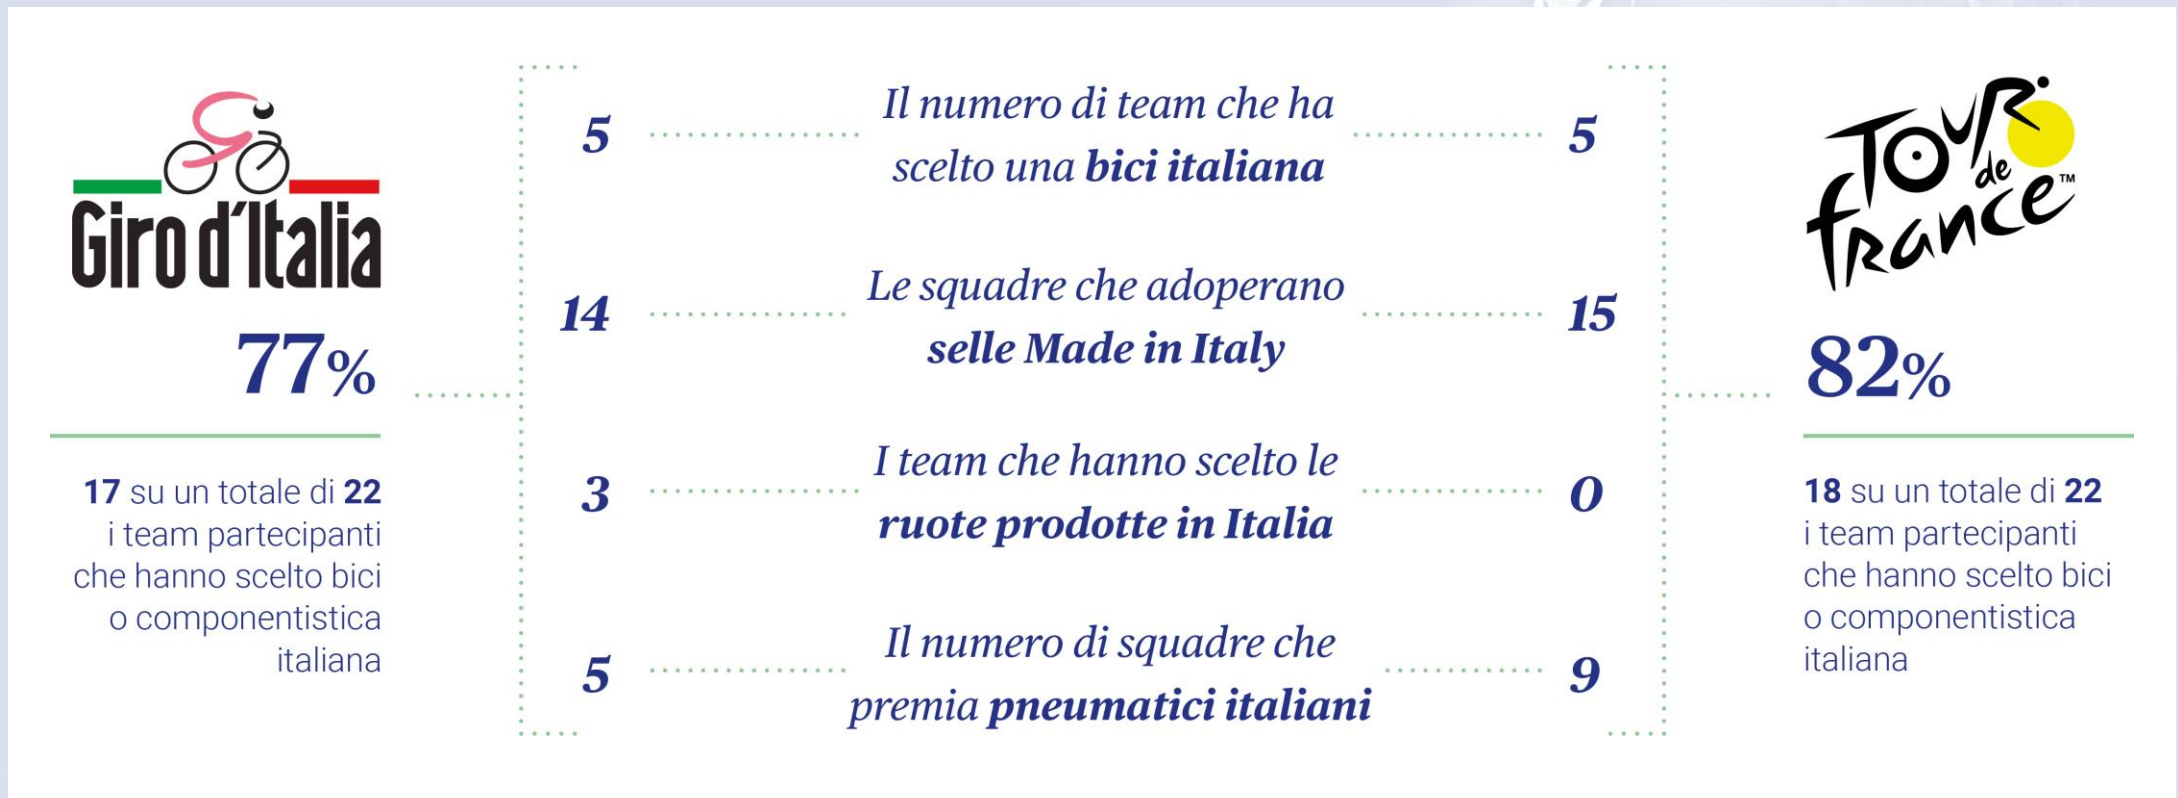 Giro d'Italia
77%
17 su un totale di 22
i team partecipanti
che hanno scelto bici
o componentistica
italiana
5
Il numero di team che ha
scelto una bici italiana
5
14
Le squadre che adoperano
selle Made in Italy
15
3
I team che hanno scelto le
ruote prodotte in Italia
0
5
Il numero di squadre che
premia pneumatici italiani
9
TOUR
de
france™
82%
18 su un totale di 22
i team partecipanti
che hanno scelto bici
o componentistica
italiana